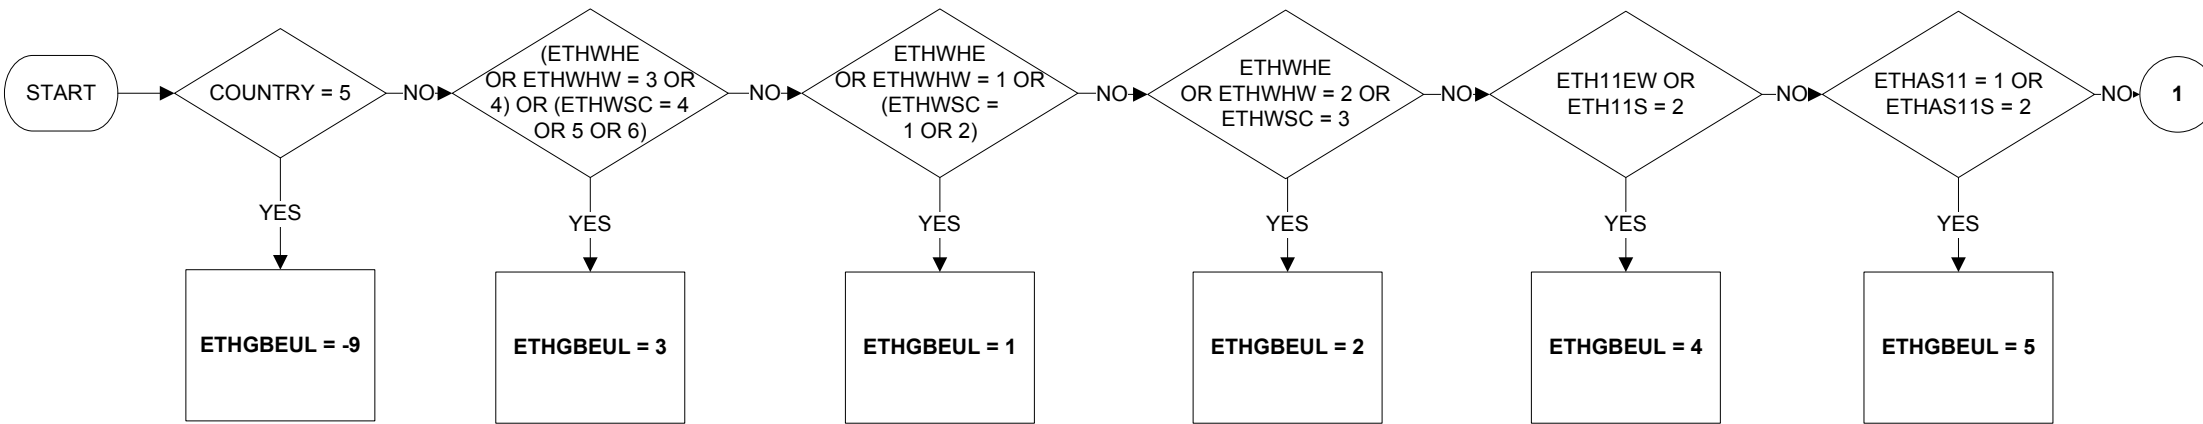 START
COUNTRY = 5
NO
(ETHWHE
OR ETHWHW = 3 OR
4) OR (ETHWSC = 4
OR 5 OR 6)
NO
ETHWHE
OR ETHWHW = 1 OR
(ETHWSC =
1 OR 2)
NO
ETHWHE
OR ETHWHW = 2 OR
ETHWSC = 3
NO
ETH11EW OR
ETH11S = 2
NO
ETHAS11 = 1 OR
ETHAS11S = 2
NO
1
YES
YES
YES
YES
YES
YES
ETHGBEUL = -9
ETHGBEUL = 3
ETHGBEUL = 1
ETHGBEUL = 2
ETHGBEUL = 4
ETHGBEUL = 5